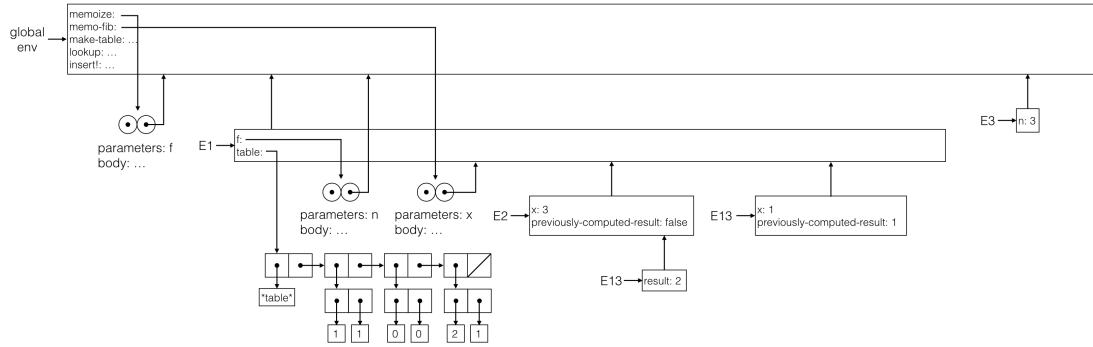 global
env
memoize:
memo-fib:
make-table: …
lookup: …
insert!: …
parameters: f
body: …
E1
f:
table:
E3
n: 3
parameters: n
body: …
parameters: x
body: …
E2
x: 3
previously-computed-result: false
E13
x: 1
previously-computed-result: 1
E13
result: 2
*table*
1 1 0 0 2 1